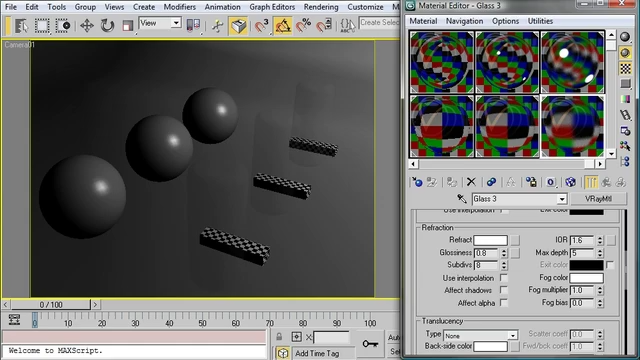 Material Editor - Glass 3
Edit Tools Group Views Create Modifiers Animation Graph Editors Rendering Customize
Material Navigation Options Utilities
View
Create Selec
Camera01
Glass 3 VRayMtl
Use interpolation Exit color
Refraction
Refract IOR 1.6
Glossiness 0.8 Max depth 5
Subdivs 8 Exit color
Use interpolation Fog color
Affect shadows Fog multiplier 1.0
Affect alpha Fog bias 0.0
Translucency
Type None Scatter coeff 0.0
Back-side color Fwd/bck coeff 1.0
0 / 100
0 10 20 30 40 50 60 70 80 90 100
Welcome to MAXScript.
X:
Add Time Tag